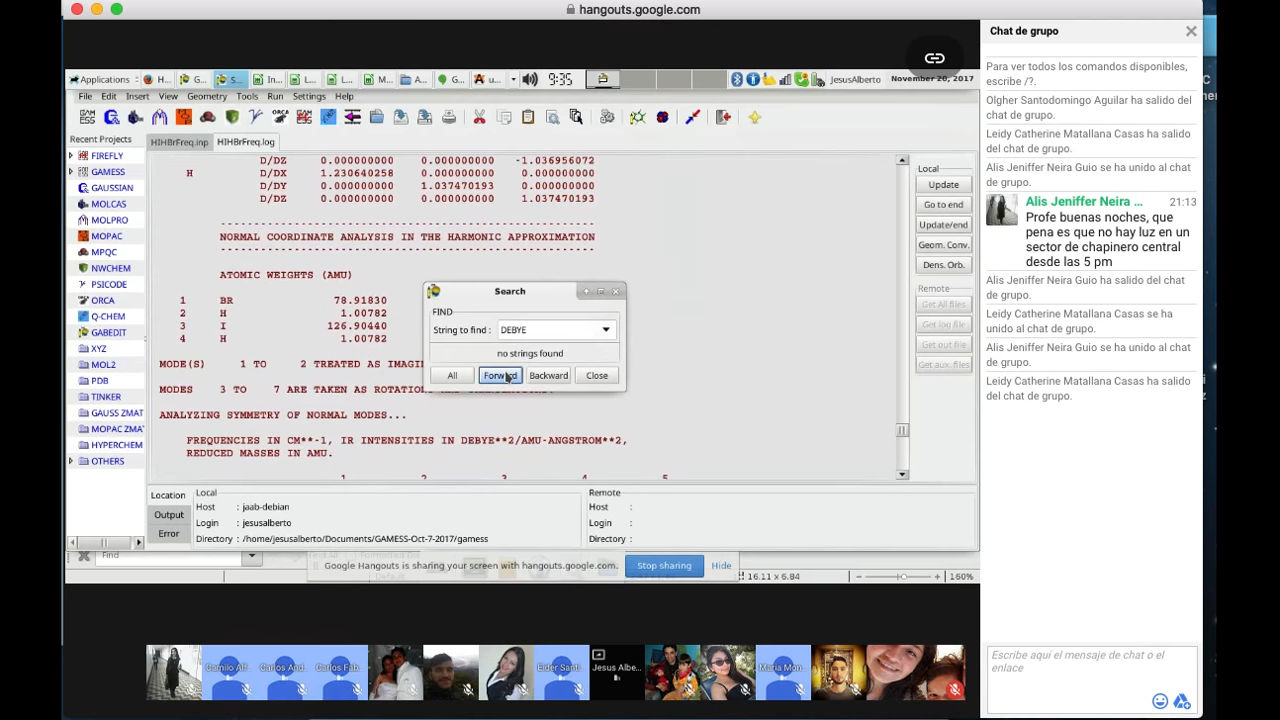 hangouts.google.com
Chat de grupo
Para ver todos los comandos disponibles,
escribe /?.
Olgher Santodomingo Aguilar ha salido del
chat de grupo.
Leidy Catherine Matallana Casas ha salido
del chat de grupo.
Alis Jeniffer Neira Guio se ha unido al chat
de grupo.
Alis Jeniffer Neira ... 21:13
Profe buenas noches, que
pena es que no hay luz en un
sector de chapinero central
desde las 5 pm
Alis Jeniffer Neira Guio ha salido del chat
de grupo.
Leidy Catherine Matallana Casas se ha
unido al chat de grupo.
Alis Jeniffer Neira Guio se ha unido al chat
de grupo.
Leidy Catherine Matallana Casas ha salido
del chat de grupo.
Escribe aquí el mensaje de chat o el
enlace
Applications H... G... S... In... L... L... M... A... G... u... 9:35 JesusAlberto November 20, 2017
File Edit Insert View Geometry Tools Run Settings Help
Recent Projects
FIREFLY
GAMESS
GAUSSIAN
MOLCAS
MOLPRO
MOPAC
MPQC
NWCHEM
PSICODE
ORCA
Q-CHEM
GABEDIT
XYZ
MOL2
PDB
TINKER
GAUSS ZMAT
MOPAC ZMA
HYPERCHEM
OTHERS
HIHBrFreq.inp HIHBrFreq.log
D/DZ 0.000000000 0.000000000 -1.036956072
H D/DX 1.230640258 0.000000000 0.000000000
D/DY 0.000000000 1.037470193 0.000000000
D/DZ 0.000000000 0.000000000 1.037470193
NORMAL COORDINATE ANALYSIS IN THE HARMONIC APPROXIMATION
ATOMIC WEIGHTS (AMU)
1 BR 78.91830
2 H 1.00782
3 I 126.90440
4 H 1.00782
MODE(S) 1 TO 2 TREATED AS IMAGI
MODES 3 TO 7 ARE TAKEN AS ROTATIONS
ANALYZING SYMMETRY OF NORMAL MODES...
FREQUENCIES IN CM**-1, IR INTENSITIES IN DEBYE**2/AMU-ANGSTROM**2,
REDUCED MASSES IN AMU.
1 2 3 4 5
Search
FIND
String to find : DEBYE
no strings found
All Forward Backward Close
Local
Update
Go to end
Update/end
Geom. Conv.
Dens. Orb.
Remote
Get All files
Get log file
Get out file
Get aux. files
Location
Output
Error
Local
Host : jaab-debian
Login : jesusalberto
Directory : /home/jesusalberto/Documents/GAMESS-Oct-7-2017/gamess
Remote
Host :
Login :
Directory :
Find
Google Hangouts is sharing your screen with hangouts.google.com. Stop sharing Hide
16.11 x 6.84 160%
Camilo Alf Carlos And. Carlos Fab. Elder Sant. Jesus Albe... Maria Mon.